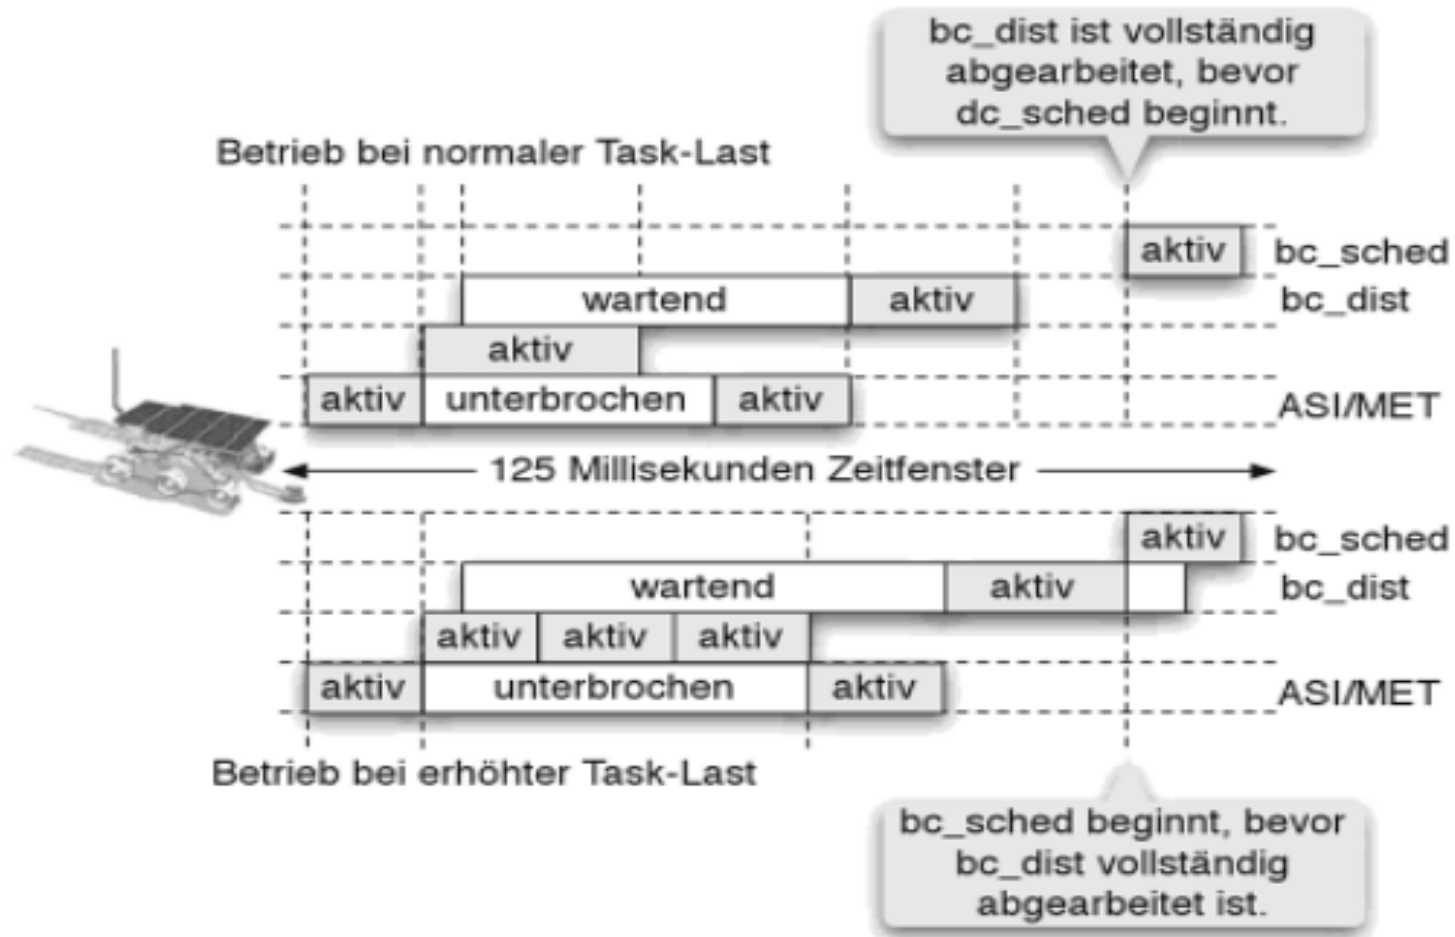 bc_dist ist vollständig
abgearbeitet, bevor
dc_sched beginnt.
Betrieb bei normaler Task-Last
aktiv bc_sched
wartend aktiv bc_dist
aktiv
aktiv unterbrochen aktiv ASI/MET
125 Millisekunden Zeitfenster
aktiv bc_sched
wartend aktiv bc_dist
aktiv aktiv aktiv
aktiv unterbrochen aktiv ASI/MET
Betrieb bei erhöhter Task-Last
bc_sched beginnt, bevor
bc_dist vollständig
abgearbeitet ist.